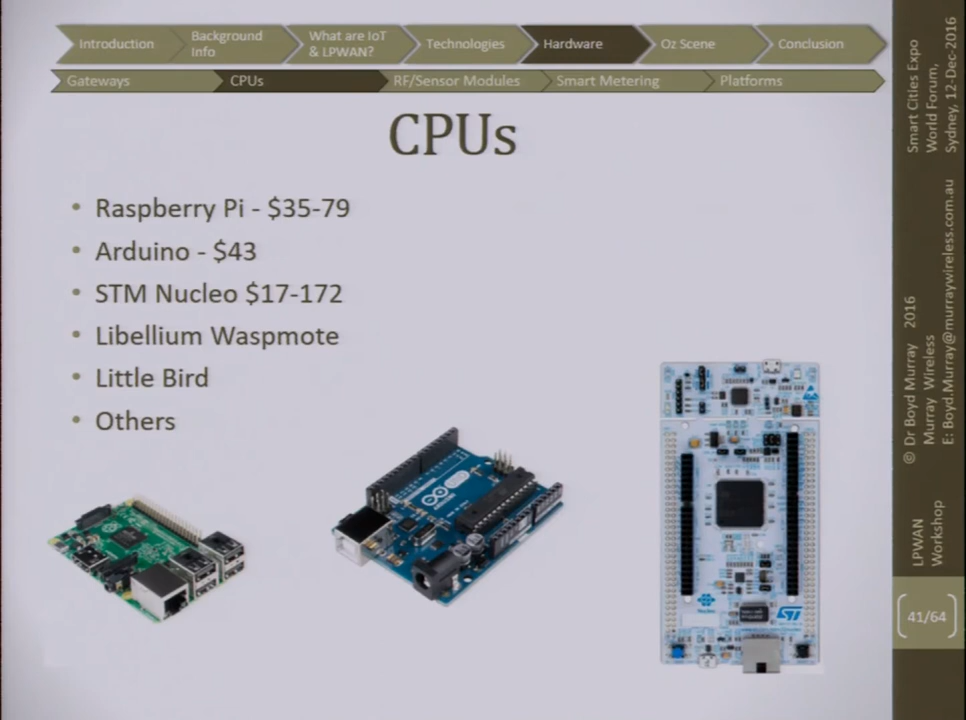 Introduction
Background
Info
What are IoT
& LPWAN?
Technologies
Hardware
Oz Scene
Conclusion
Gateways
CPUs
RF/Sensor Modules
Smart Metering
Platforms
CPUs
• Raspberry Pi - $35-79
• Arduino - $43
• STM Nucleo $17-172
• Libellium Waspmote
• Little Bird
• Others
Smart Cities Expo
World Forum,
Sydney, 12-Dec-2016
© Dr Boyd Murray 2016
Murray Wireless
E: Boyd.Murray@murraywireless.com.au
LPWAN
Workshop
41/64